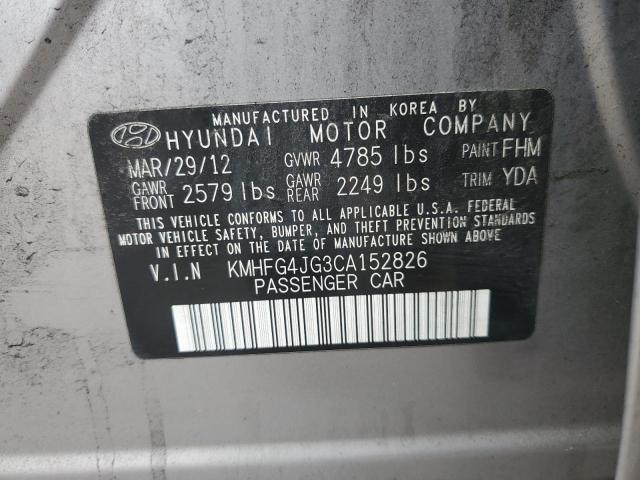 MANUFACTURED IN KOREA BY
HYUNDAI MOTOR COMPANY
MAR/29/12 GVWR 4785 lbs PAINT FHM
GAWR FRONT 2579 lbs GAWR REAR 2249 lbs TRIM YDA
THIS VEHICLE CONFORMS TO ALL APPLICABLE U.S.A. FEDERAL
MOTOR VEHICLE SAFETY, BUMPER, AND THEFT PREVENTION STANDARDS
IN EFFECT ON THE DATE OF MANUFACTURE SHOWN ABOVE.
V.I.N KMHFG4JG3CA152826
PASSENGER CAR